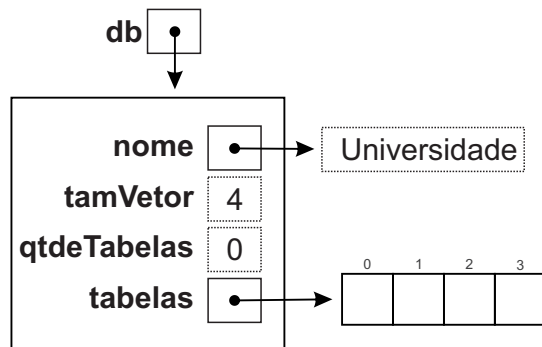 db
nome Universidade
tamVetor 4
qtdeTabelas 0
tabelas 0 1 2 3